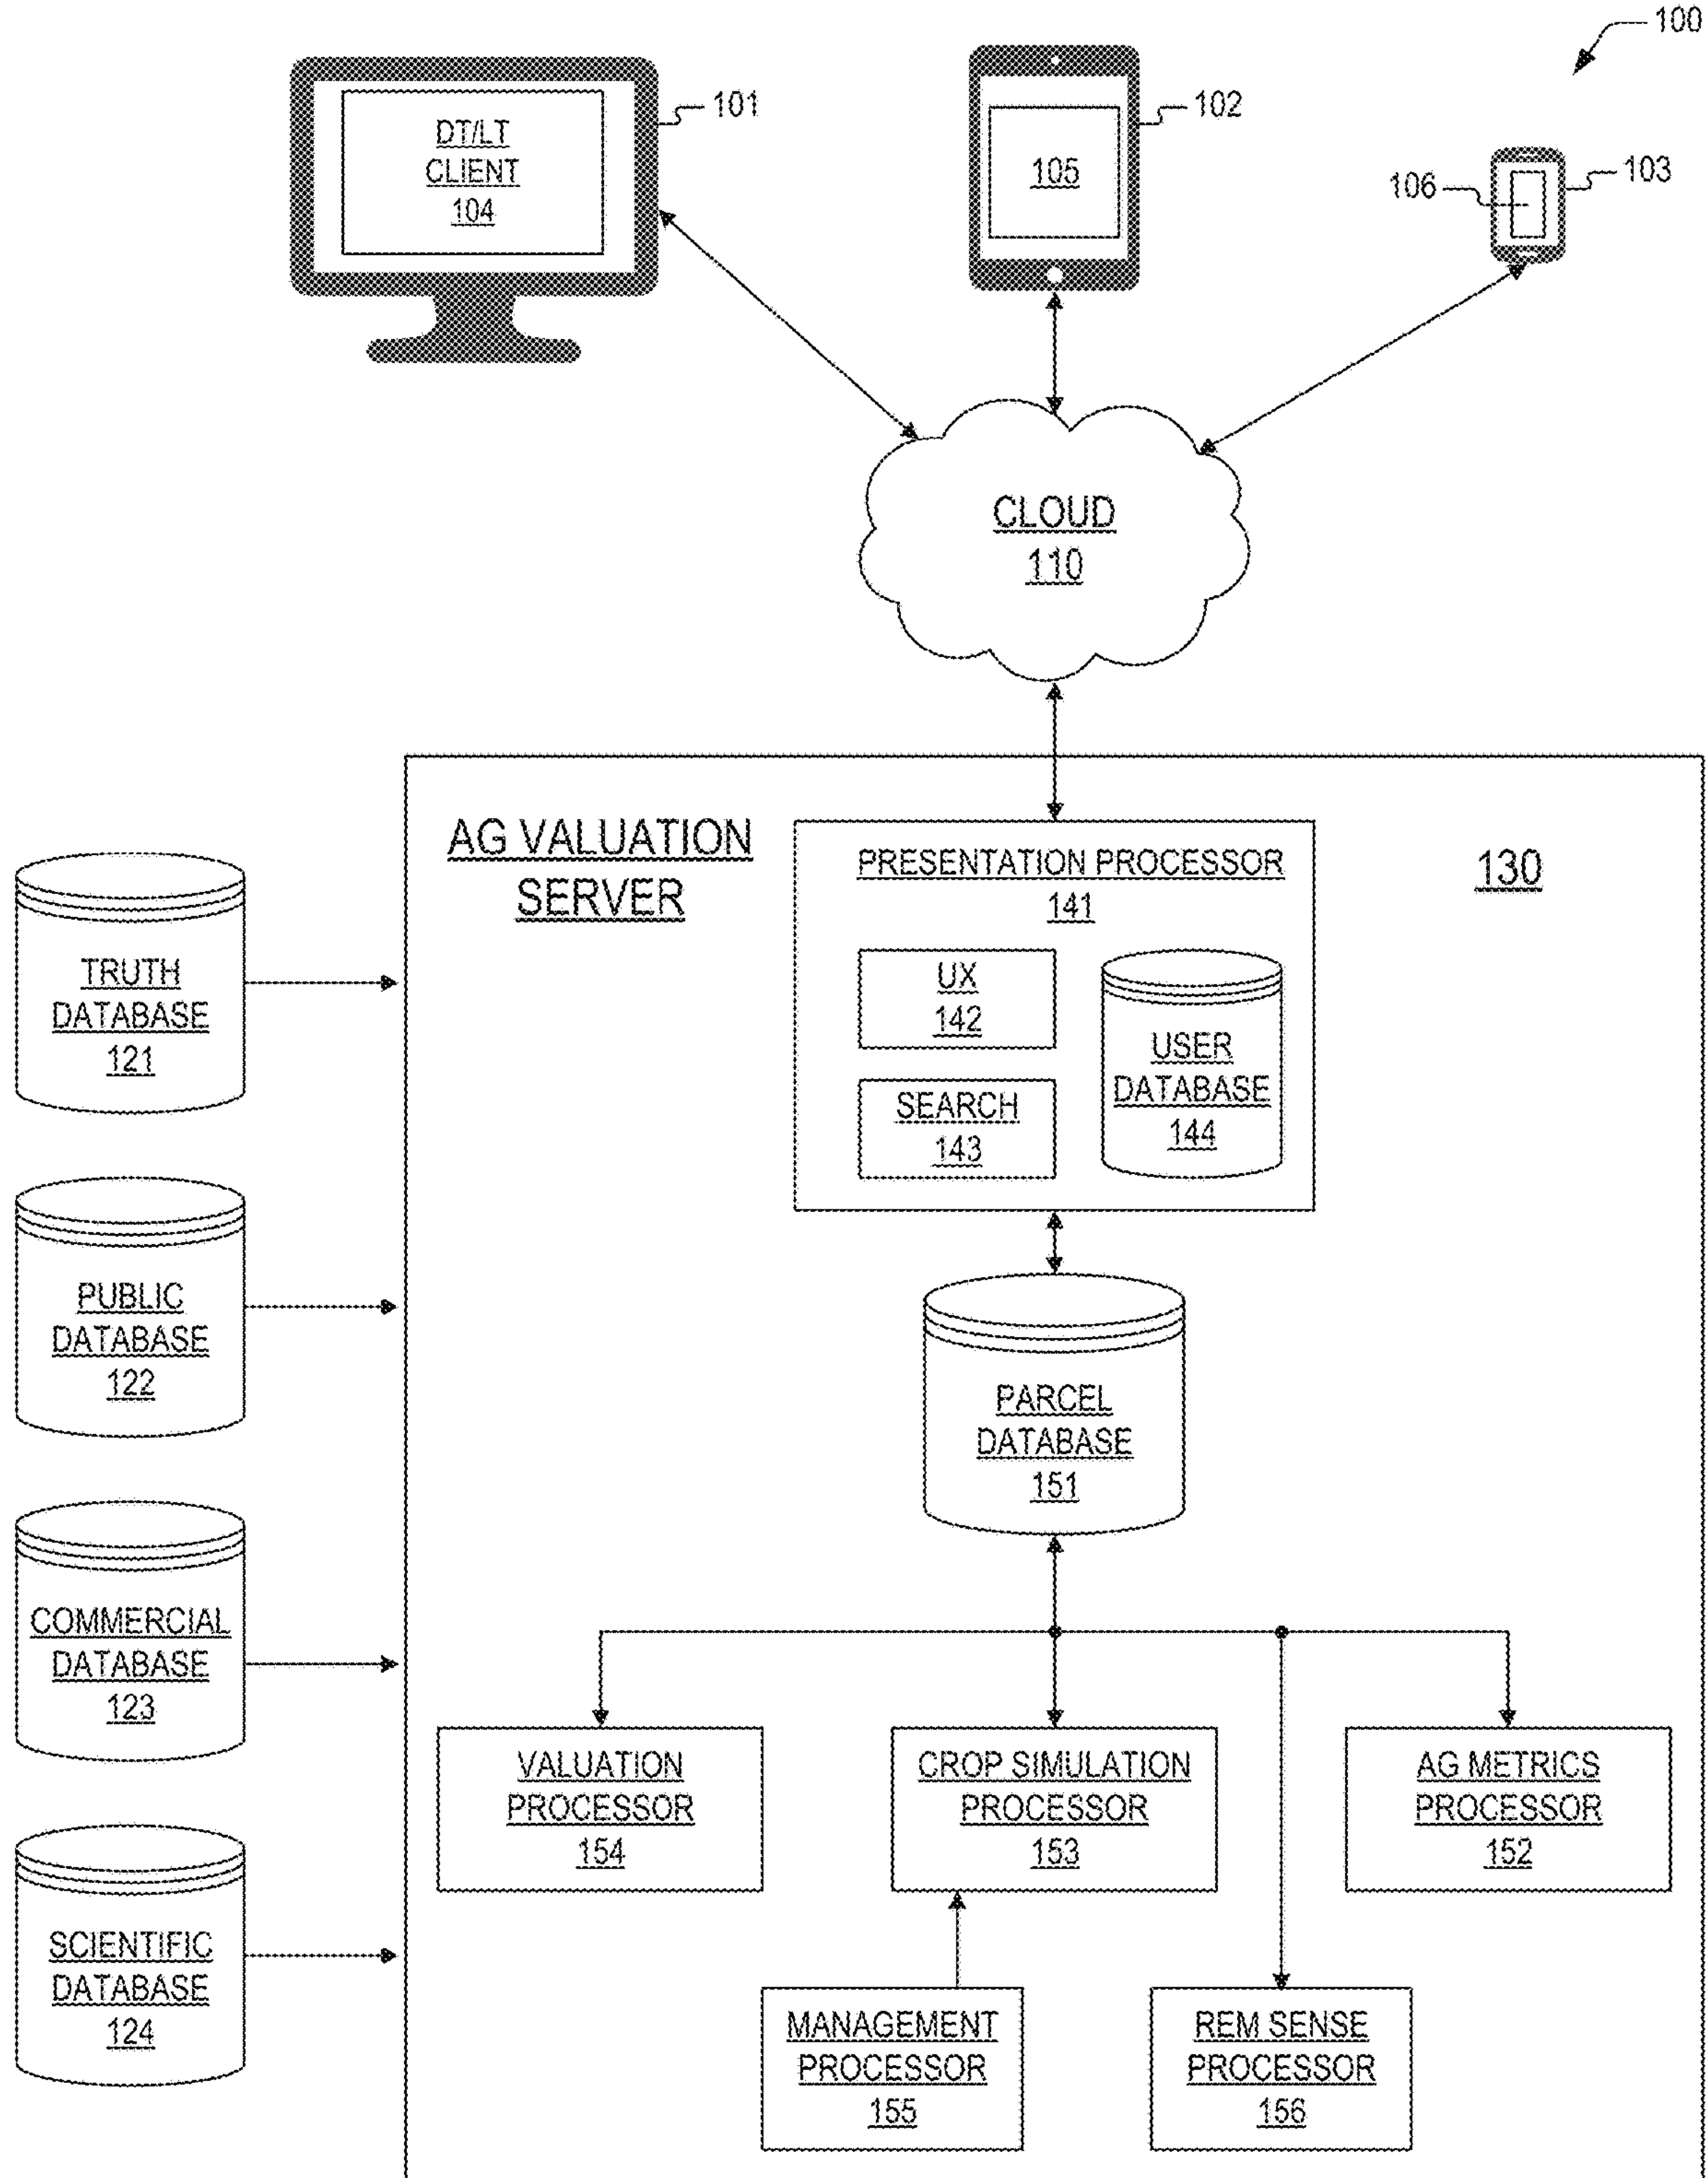 100
101
DT/LT
CLIENT
104
102
105
103
106
CLOUD
110
AG VALUATION
SERVER
130
PRESENTATION PROCESSOR
141
UX
142
SEARCH
143
USER
DATABASE
144
TRUTH
DATABASE
121
PUBLIC
DATABASE
122
COMMERCIAL
DATABASE
123
SCIENTIFIC
DATABASE
124
PARCEL
DATABASE
151
VALUATION
PROCESSOR
154
CROP SIMULATION
PROCESSOR
153
AG METRICS
PROCESSOR
152
MANAGEMENT
PROCESSOR
155
REM SENSE
PROCESSOR
156